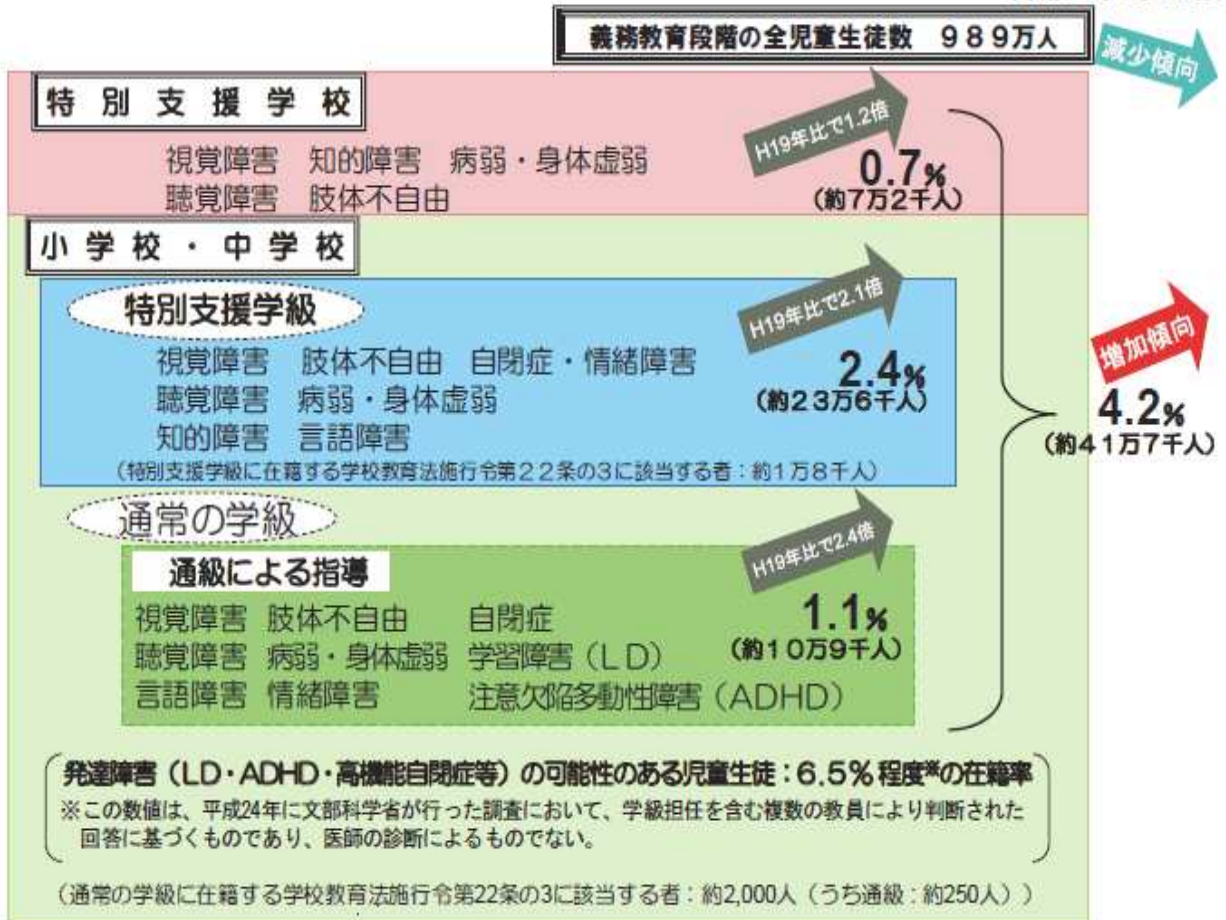 義務教育段階の全児童生徒数 989万人
減少傾向
特別支援学校
H19年比で1.2倍
視覚障害 知的障害 病弱・身体虚弱
聴覚障害 肢体不自由
0.7%
(約7万2千人)
小学校・中学校
特別支援学級
H19年比で2.1倍
視覚障害 肢体不自由 自閉症・情緒障害
聴覚障害 病弱・身体虚弱
知的障害 言語障害
2.4%
(約23万6千人)
(特別支援学級に在籍する学校教育法施行令第22条の3に該当する者:約1万8千人)
増加傾向
4.2%
(約41万7千人)
通常の学級
通級による指導
H19年比で2.4倍
視覚障害 肢体不自由 自閉症
聴覚障害 病弱・身体虚弱 学習障害(LD)
言語障害 情緒障害 注意欠陥多動性障害(ADHD)
1.1%
(約10万9千人)
発達障害(LD・ADHD・高機能自閉症等)の可能性のある児童生徒:6.5%程度※の在籍率
※この数値は、平成24年に文部科学省が行った調査において、学級担任を含む複数の教員により判断された
回答に基づくものであり、医師の診断によるものでない。
(通常の学級に在籍する学校教育法施行令第22条の3に該当する者:約2,000人(うち通級:約250人))